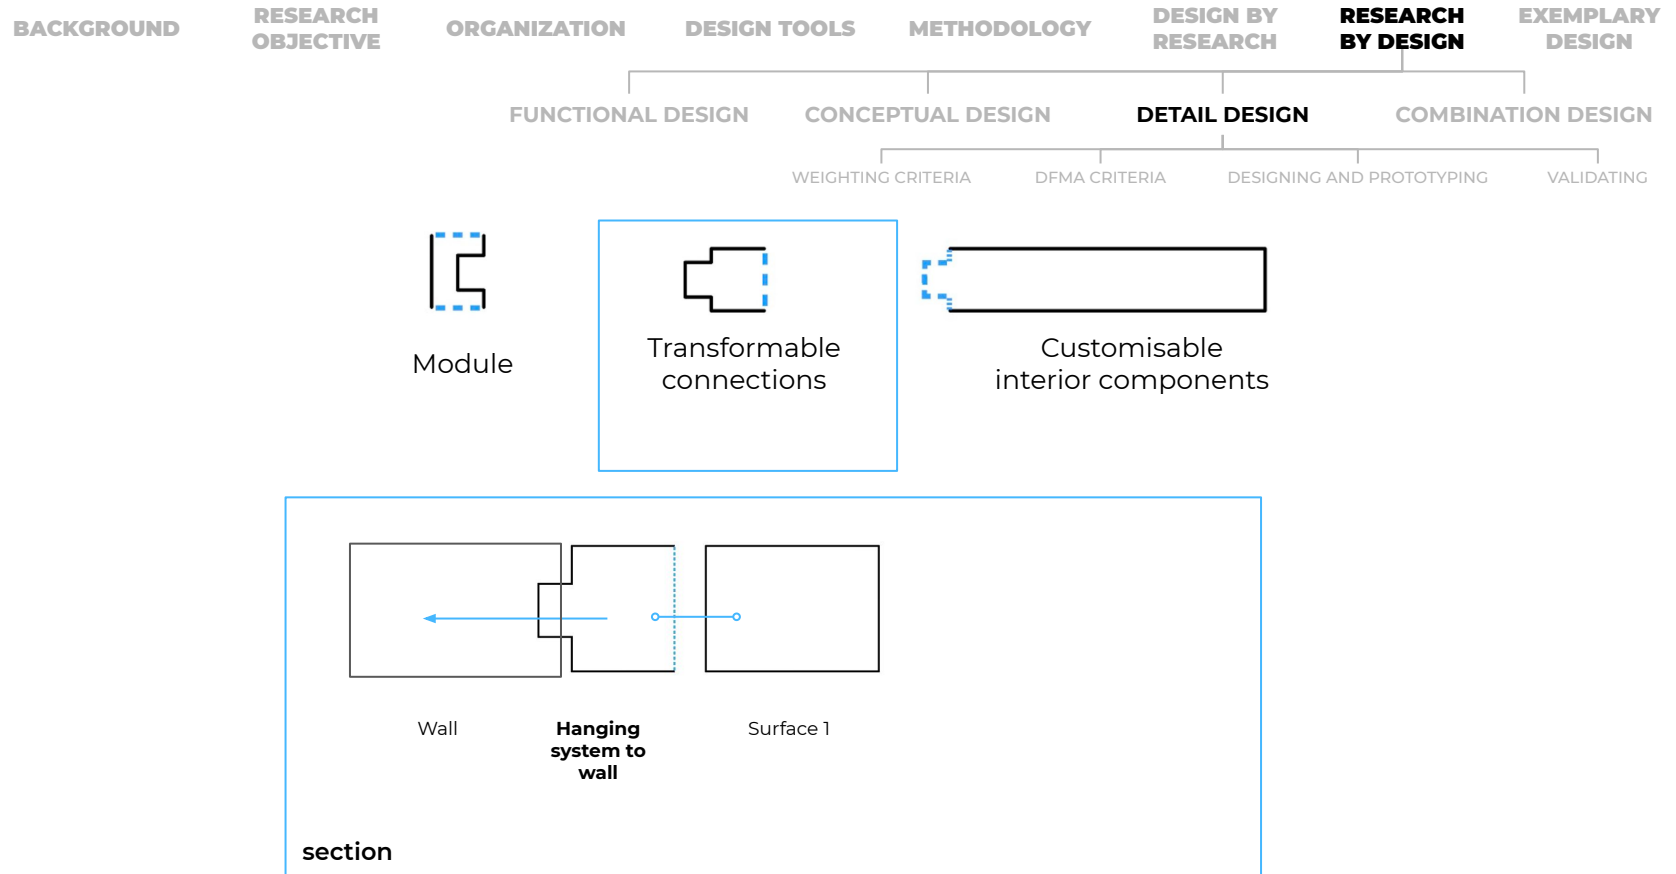 BACKGROUND
RESEARCH
OBJECTIVE
ORGANIZATION
DESIGN TOOLS
METHODOLOGY
DESIGN BY
RESEARCH
RESEARCH
BY DESIGN
EXEMPLARY
DESIGN
FUNCTIONAL DESIGN
CONCEPTUAL DESIGN
DETAIL DESIGN
COMBINATION DESIGN
WEIGHTING CRITERIA
DFMA CRITERIA
DESIGNING AND PROTOTYPING
VALIDATING
Module
Transformable
connections
Customisable
interior components
Wall
Hanging
system to
wall
Surface 1
section